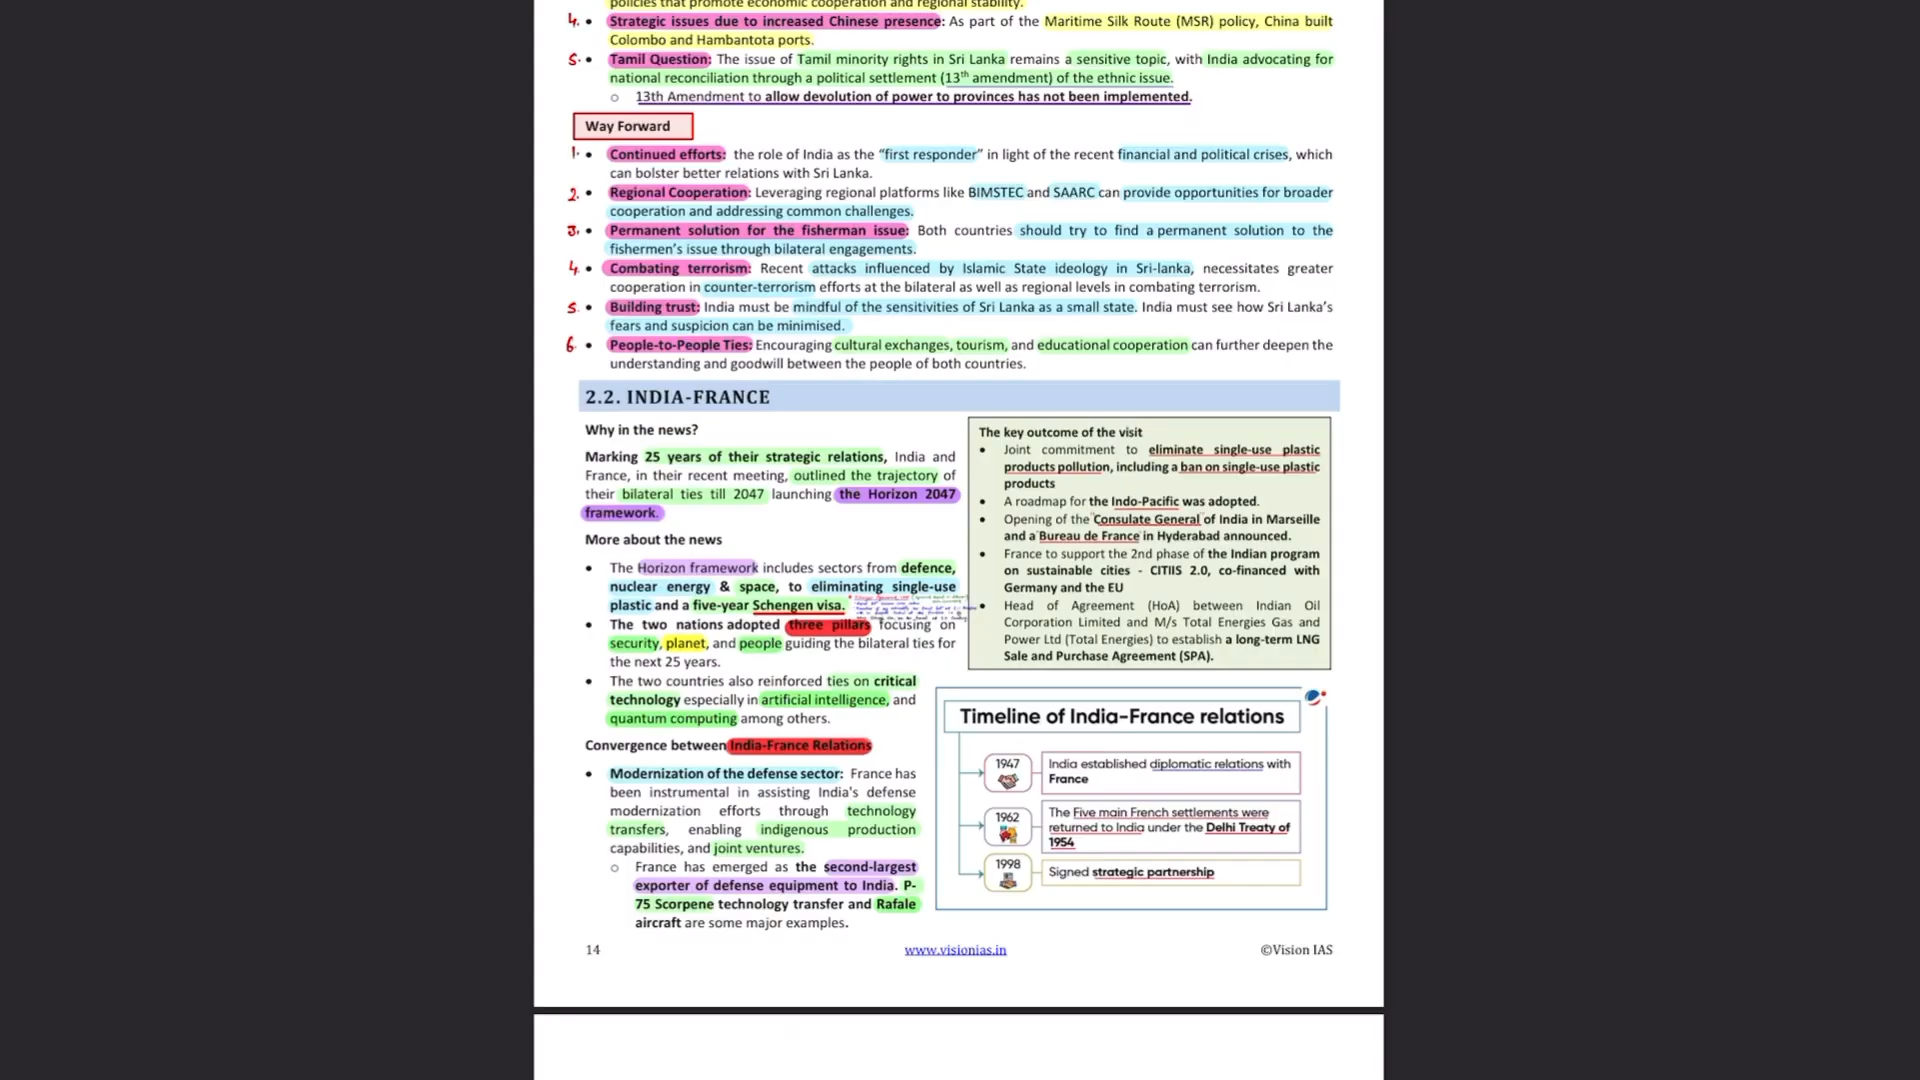 policies that promote economic cooperation and regional stability.
4. • Strategic issues due to increased Chinese presence: As part of the Maritime Silk Route (MSR) policy, China built
Colombo and Hambantota ports.
5. • Tamil Question: The issue of Tamil minority rights in Sri Lanka remains a sensitive topic, with India advocating for
national reconciliation through a political settlement (13th amendment) of the ethnic issue.
o 13th Amendment to allow devolution of power to provinces has not been implemented.
Way Forward
1. • Continued efforts: the role of India as the “first responder” in light of the recent financial and political crises, which
can bolster better relations with Sri Lanka.
2. • Regional Cooperation: Leveraging regional platforms like BIMSTEC and SAARC can provide opportunities for broader
cooperation and addressing common challenges.
3. • Permanent solution for the fisherman issue: Both countries should try to find a permanent solution to the
fishermen’s issue through bilateral engagements.
4. • Combating terrorism: Recent attacks influenced by Islamic State ideology in Sri-lanka, necessitates greater
cooperation in counter-terrorism efforts at the bilateral as well as regional levels in combating terrorism.
5. • Building trust: India must be mindful of the sensitivities of Sri Lanka as a small state. India must see how Sri Lanka’s
fears and suspicion can be minimised.
6. • People-to-People Ties: Encouraging cultural exchanges, tourism, and educational cooperation can further deepen the
understanding and goodwill between the people of both countries.
2.2. INDIA-FRANCE
Why in the news?
Marking 25 years of their strategic relations, India and
France, in their recent meeting, outlined the trajectory of
their bilateral ties till 2047 launching the Horizon 2047
framework.
More about the news
• The Horizon framework includes sectors from defence,
nuclear energy & space, to eliminating single-use
plastic and a five-year Schengen visa.
• The two nations adopted three pillars focusing on
security, planet, and people guiding the bilateral ties for
the next 25 years.
• The two countries also reinforced ties on critical
technology especially in artificial intelligence, and
quantum computing among others.
Convergence between India-France Relations
• Modernization of the defense sector: France has
been instrumental in assisting India's defense
modernization efforts through technology
transfers, enabling indigenous production
capabilities, and joint ventures.
o France has emerged as the second-largest
exporter of defense equipment to India. P-
75 Scorpene technology transfer and Rafale
aircraft are some major examples.
The key outcome of the visit
• Joint commitment to eliminate single-use plastic
products pollution, including a ban on single-use plastic
products
• A roadmap for the Indo-Pacific was adopted.
• Opening of the Consulate General of India in Marseille
and a Bureau de France in Hyderabad announced.
• France to support the 2nd phase of the Indian program
on sustainable cities - CITIIS 2.0, co-financed with
Germany and the EU
• Head of Agreement (HoA) between Indian Oil
Corporation Limited and M/s Total Energies Gas and
Power Ltd (Total Energies) to establish a long-term LNG
Sale and Purchase Agreement (SPA).
Timeline of India-France relations
1947
India established diplomatic relations with
France
1962
The Five main French settlements were
returned to India under the Delhi Treaty of
1954
1998
Signed strategic partnership
14 www.visionias.in ©Vision IAS